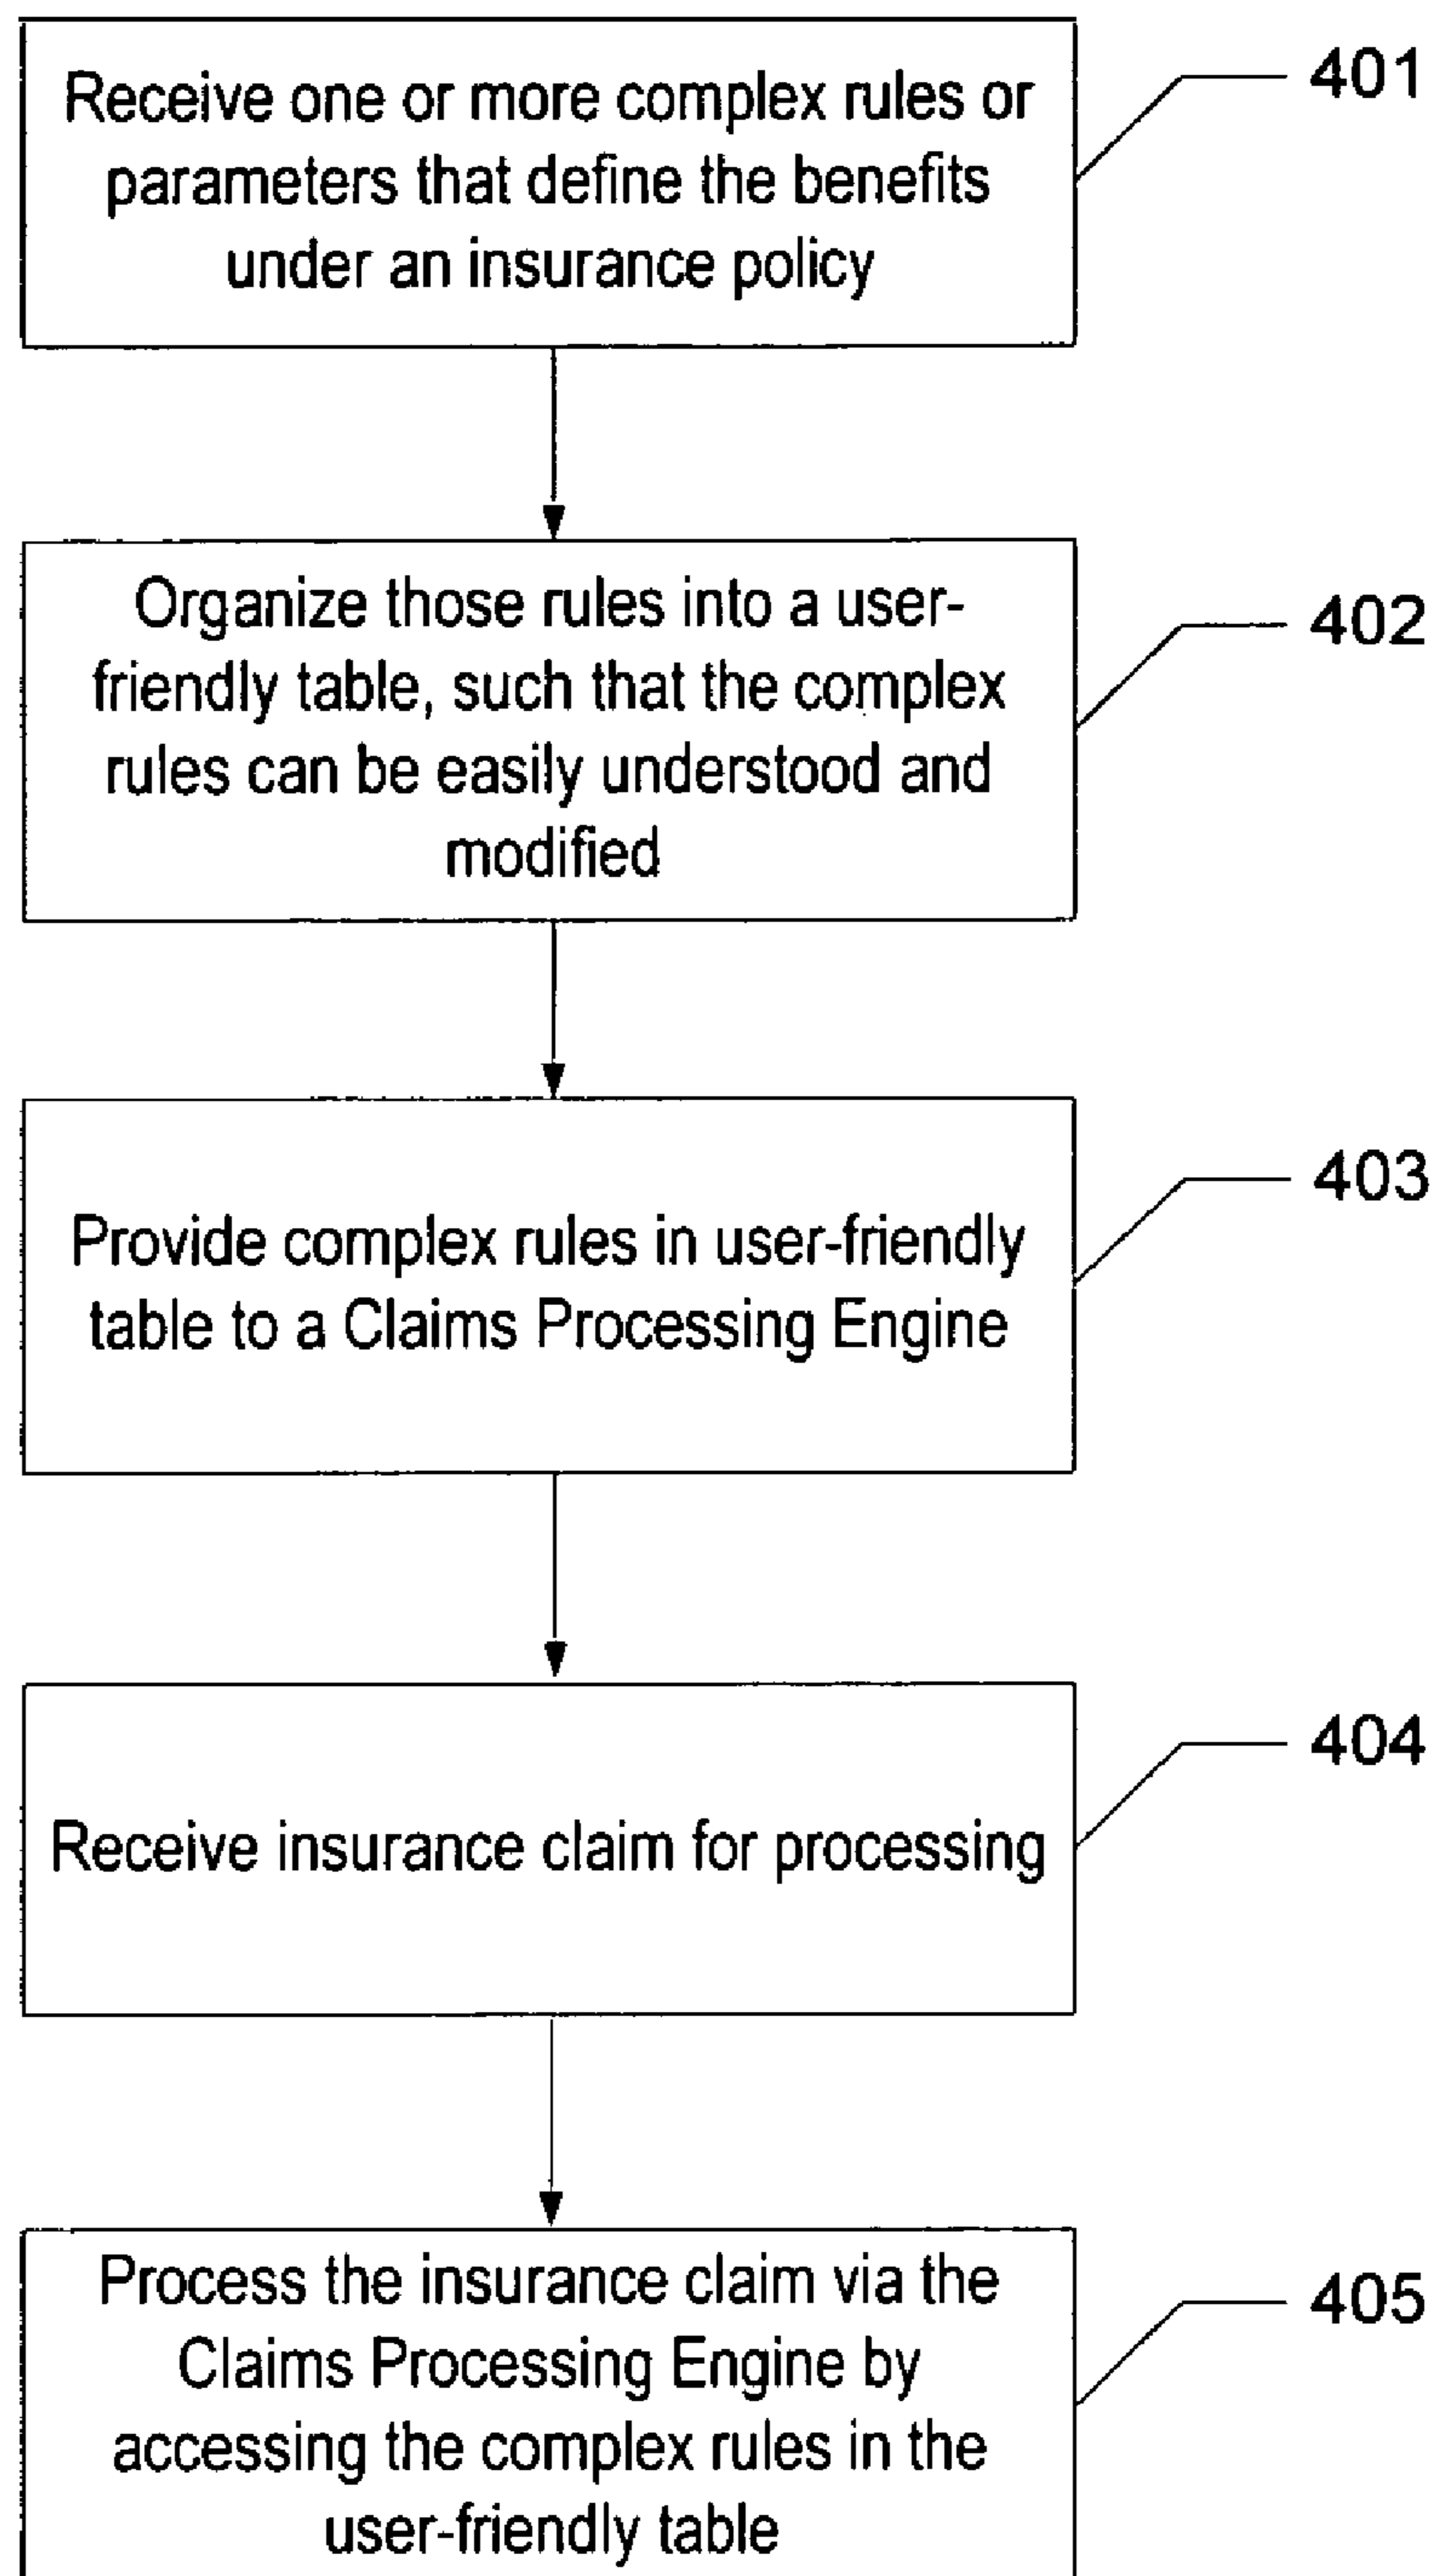 Receive one or more complex rules or
parameters that define the benefits
under an insurance policy
401
Organize those rules into a user-
friendly table, such that the complex
rules can be easily understood and
modified
402
Provide complex rules in user-friendly
table to a Claims Processing Engine
403
Receive insurance claim for processing
404
Process the insurance claim via the
Claims Processing Engine by
accessing the complex rules in the
user-friendly table
405